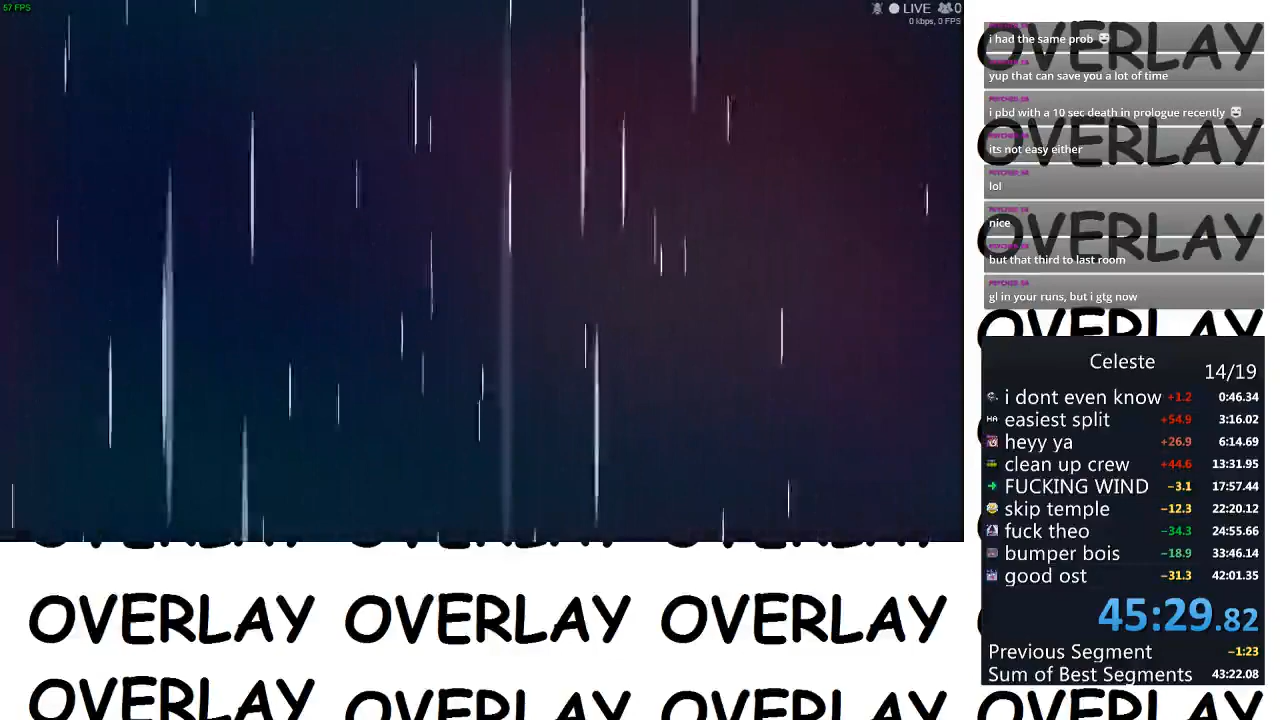 57 FPS
LIVE 0
0 kbps, 0 FPS
i had the same prob
yup that can save you a lot of time
i pbd with a 10 sec death in prologue recently
its not easy either
lol
nice
but that third to last room
gl in your runs, but i gtg now
OVERLAY
OVERLAY
OVERLAY
OVERLAY
Celeste
14/19
i dont even know +1.2 0:46.34
easiest split +54.9 3:16.02
heyy ya +26.9 6:14.69
clean up crew +44.6 13:31.95
FUCKING WIND −3.1 17:57.44
skip temple −12.3 22:20.12
fuck theo −34.3 24:55.66
bumper bois −18.9 33:46.14
good ost −31.3 42:01.35
45:29.82
Previous Segment −1:23
Sum of Best Segments 43:22.08
OVERLAY OVERLAY OVERLAY
OVERLAY OVERLAY OVERLAY OVERLAY